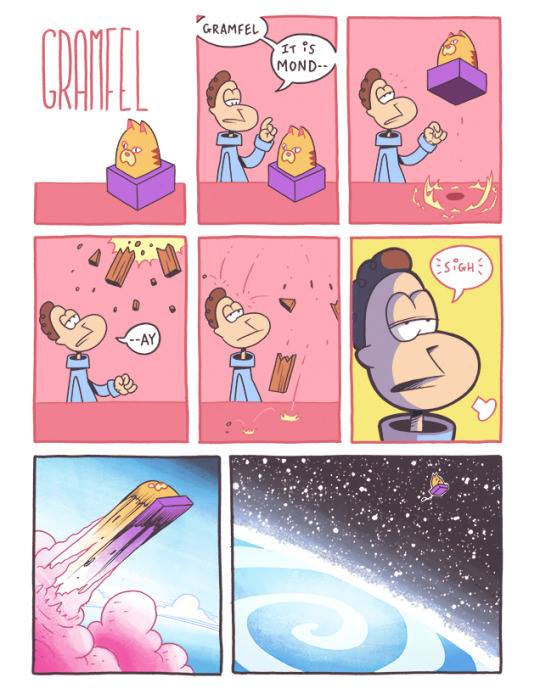 GRAMFEL
GRAMFEL
IT IS
MOND--
--AY
SIGH